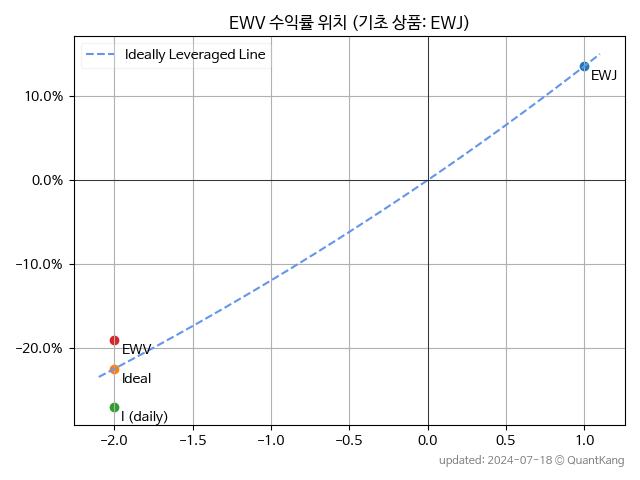 EWV 수익률 위치 (기초 상품: EWJ)
Ideally Leveraged Line
EWJ
10.0%
0.0%
−10.0%
−20.0%
EWV
Ideal
I (daily)
−2.0 −1.5 −1.0 −0.5 0.0 0.5 1.0
updated: 2024-07-18 © QuantKang